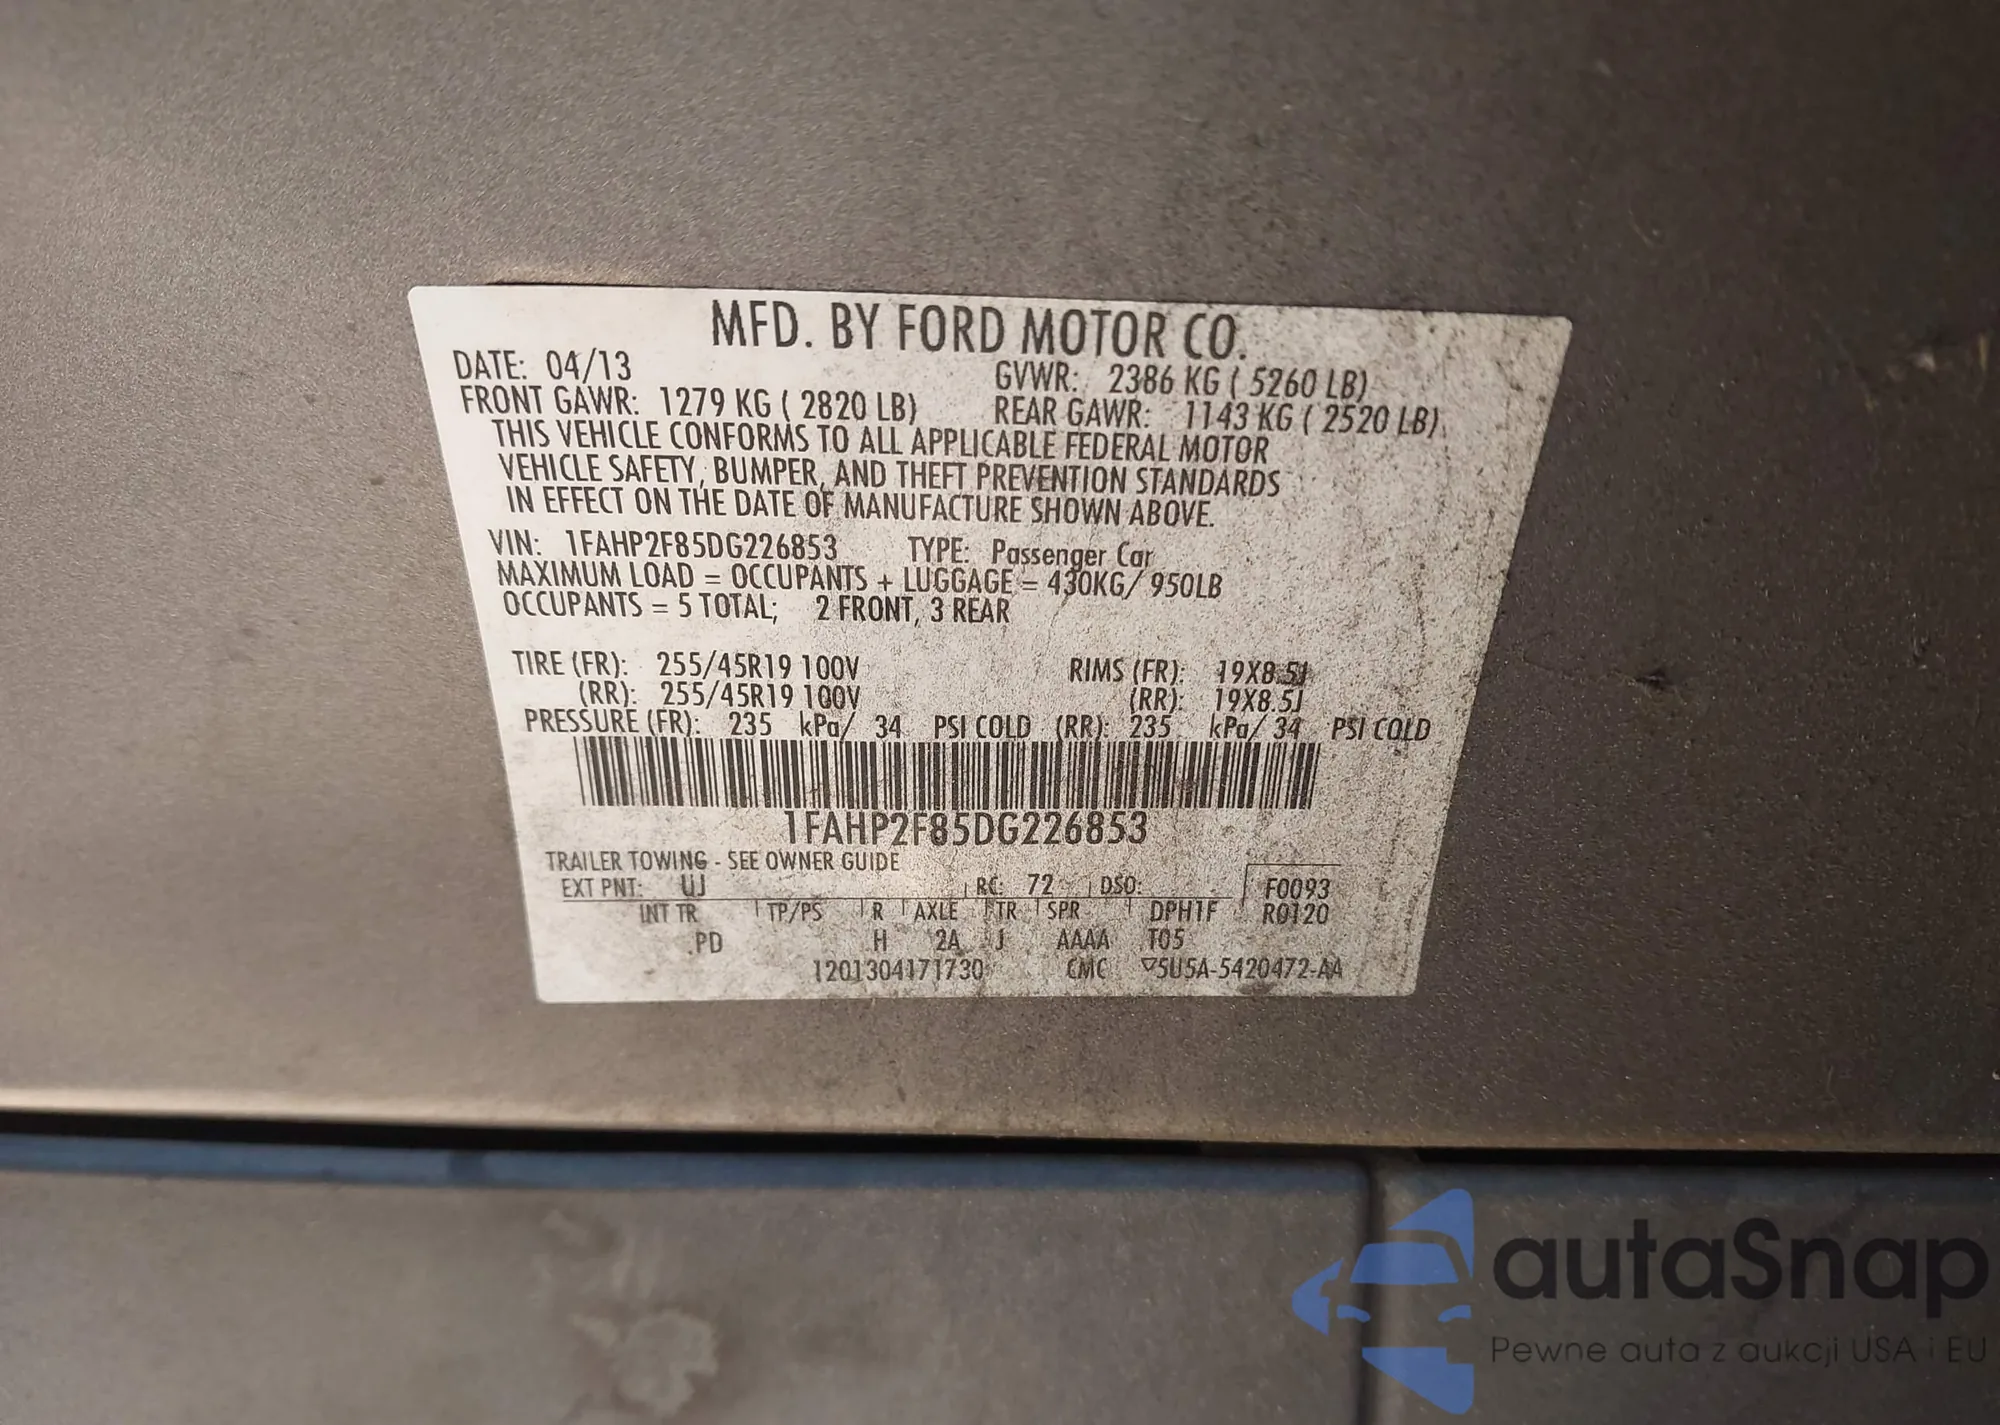 MFD. BY FORD MOTOR CO.
DATE: 04/13 GVWR: 2386 KG ( 5260 LB)
FRONT GAWR: 1279 KG ( 2820 LB) REAR GAWR: 1143 KG ( 2520 LB)
THIS VEHICLE CONFORMS TO ALL APPLICABLE FEDERAL MOTOR
VEHICLE SAFETY, BUMPER, AND THEFT PREVENTION STANDARDS
IN EFFECT ON THE DATE OF MANUFACTURE SHOWN ABOVE.
VIN: 1FAHP2F85DG226853 TYPE: Passenger Car
MAXIMUM LOAD = OCCUPANTS + LUGGAGE = 430KG/ 950LB
OCCUPANTS = 5 TOTAL; 2 FRONT, 3 REAR
TIRE (FR): 255/45R19 100V RIMS (FR): 19X8.5J
(RR): 255/45R19 100V (RR): 19X8.5J
PRESSURE (FR): 235 kPa/ 34 PSI COLD (RR): 235 kPa/ 34 PSI COLD
1FAHP2F85DG226853
TRAILER TOWING - SEE OWNER GUIDE
EXT PNT: UJ RC: 72 DSO: F0093
INT TR TP/PS R AXLE TR SPR DPH1F R0120
.PD H 2A J AAAA T05
1201304171730 CMC ▽5U5A-5420472-AA
autaSnap
Pewne auta z aukcji USA i EU